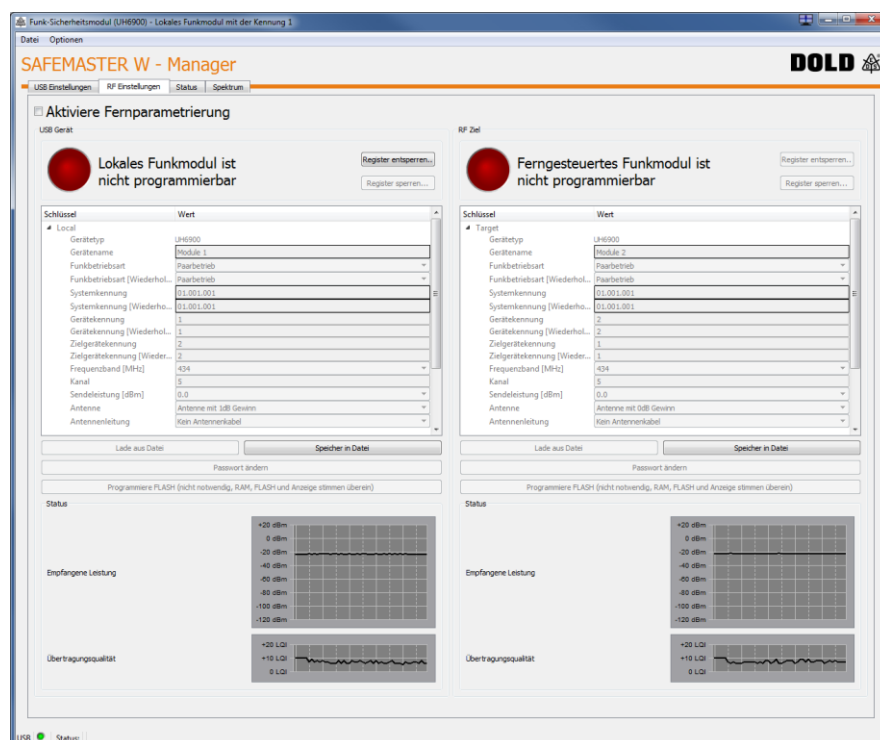 Funk-Sicherheitsmodul (UH6900) - Lokales Funkmodul mit der Kennung 1
Datei Optionen
SAFEMASTER W - Manager
DOLD
USB Einstellungen RF Einstellungen Status Spektrum
Aktiviere Fernparametrierung
USB Gerät
Lokales Funkmodul ist
nicht programmierbar
Register entsperren...
Register sperren...
Schlüssel Wert
Local
Gerätetyp UH6900
Gerätename Module 1
Funkbetriebsart Paarbetrieb
Funkbetriebsart [Wiederhol... Paarbetrieb
Systemkennung 01.001.001
Systemkennung [Wiederho... 01.001.001
Gerätekennung 1
Gerätekennung [Wiederhol... 1
Zielgerätekennung 2
Zielgerätekennung [Wieder... 2
Frequenzband [MHz] 434
Kanal 5
Sendeleistung [dBm] 0.0
Antenne Antenne mit 1dB Gewinn
Antennenleitung Kein Antennenkabel
Lade aus Datei Speicher in Datei
Passwort ändern
Programmiere FLASH (nicht notwendig, RAM, FLASH und Anzeige stimmen überein)
Status
+20 dBm
0 dBm
-20 dBm
-40 dBm
Empfangene Leistung
-60 dBm
-80 dBm
-100 dBm
-120 dBm
+20 LQI
Übertragungsqualität +10 LQI
0 LQI
RF Ziel
Ferngesteuertes Funkmodul ist
nicht programmierbar
Register entsperren...
Register sperren...
Schlüssel Wert
Target
Gerätetyp UH6900
Gerätename Module 2
Funkbetriebsart Paarbetrieb
Funkbetriebsart [Wiederhol... Paarbetrieb
Systemkennung 01.001.001
Systemkennung [Wiederho... 01.001.001
Gerätekennung 2
Gerätekennung [Wiederhol... 2
Zielgerätekennung 1
Zielgerätekennung [Wieder... 1
Frequenzband [MHz] 434
Kanal 5
Sendeleistung [dBm] 0.0
Antenne Antenne mit 0dB Gewinn
Antennenleitung Kein Antennenkabel
Lade aus Datei Speicher in Datei
Passwort ändern
Programmiere FLASH (nicht notwendig, RAM, FLASH und Anzeige stimmen überein)
Status
+20 dBm
0 dBm
-20 dBm
-40 dBm
Empfangene Leistung
-60 dBm
-80 dBm
-100 dBm
-120 dBm
+20 LQI
Übertragungsqualität +10 LQI
0 LQI
USB Status: